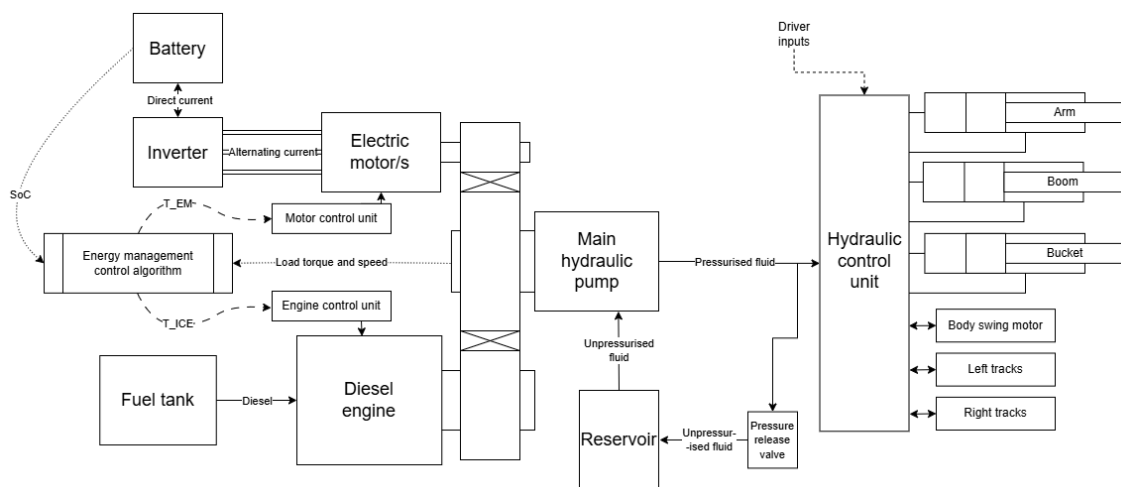 Battery
Direct current
Inverter
Alternating current
Electric
motor/s
SoC
T_EM
Motor control unit
Energy management
control algorithm
Load torque and speed
T_ICE
Engine control unit
Fuel tank
Diesel
Diesel
engine
Main
hydraulic
pump
Pressurised fluid
Unpressurised
fluid
Reservoir
Unpressur-
-ised fluid
Pressure
release
valve
Driver
inputs
Hydraulic
control
unit
Arm
Boom
Bucket
Body swing motor
Left tracks
Right tracks